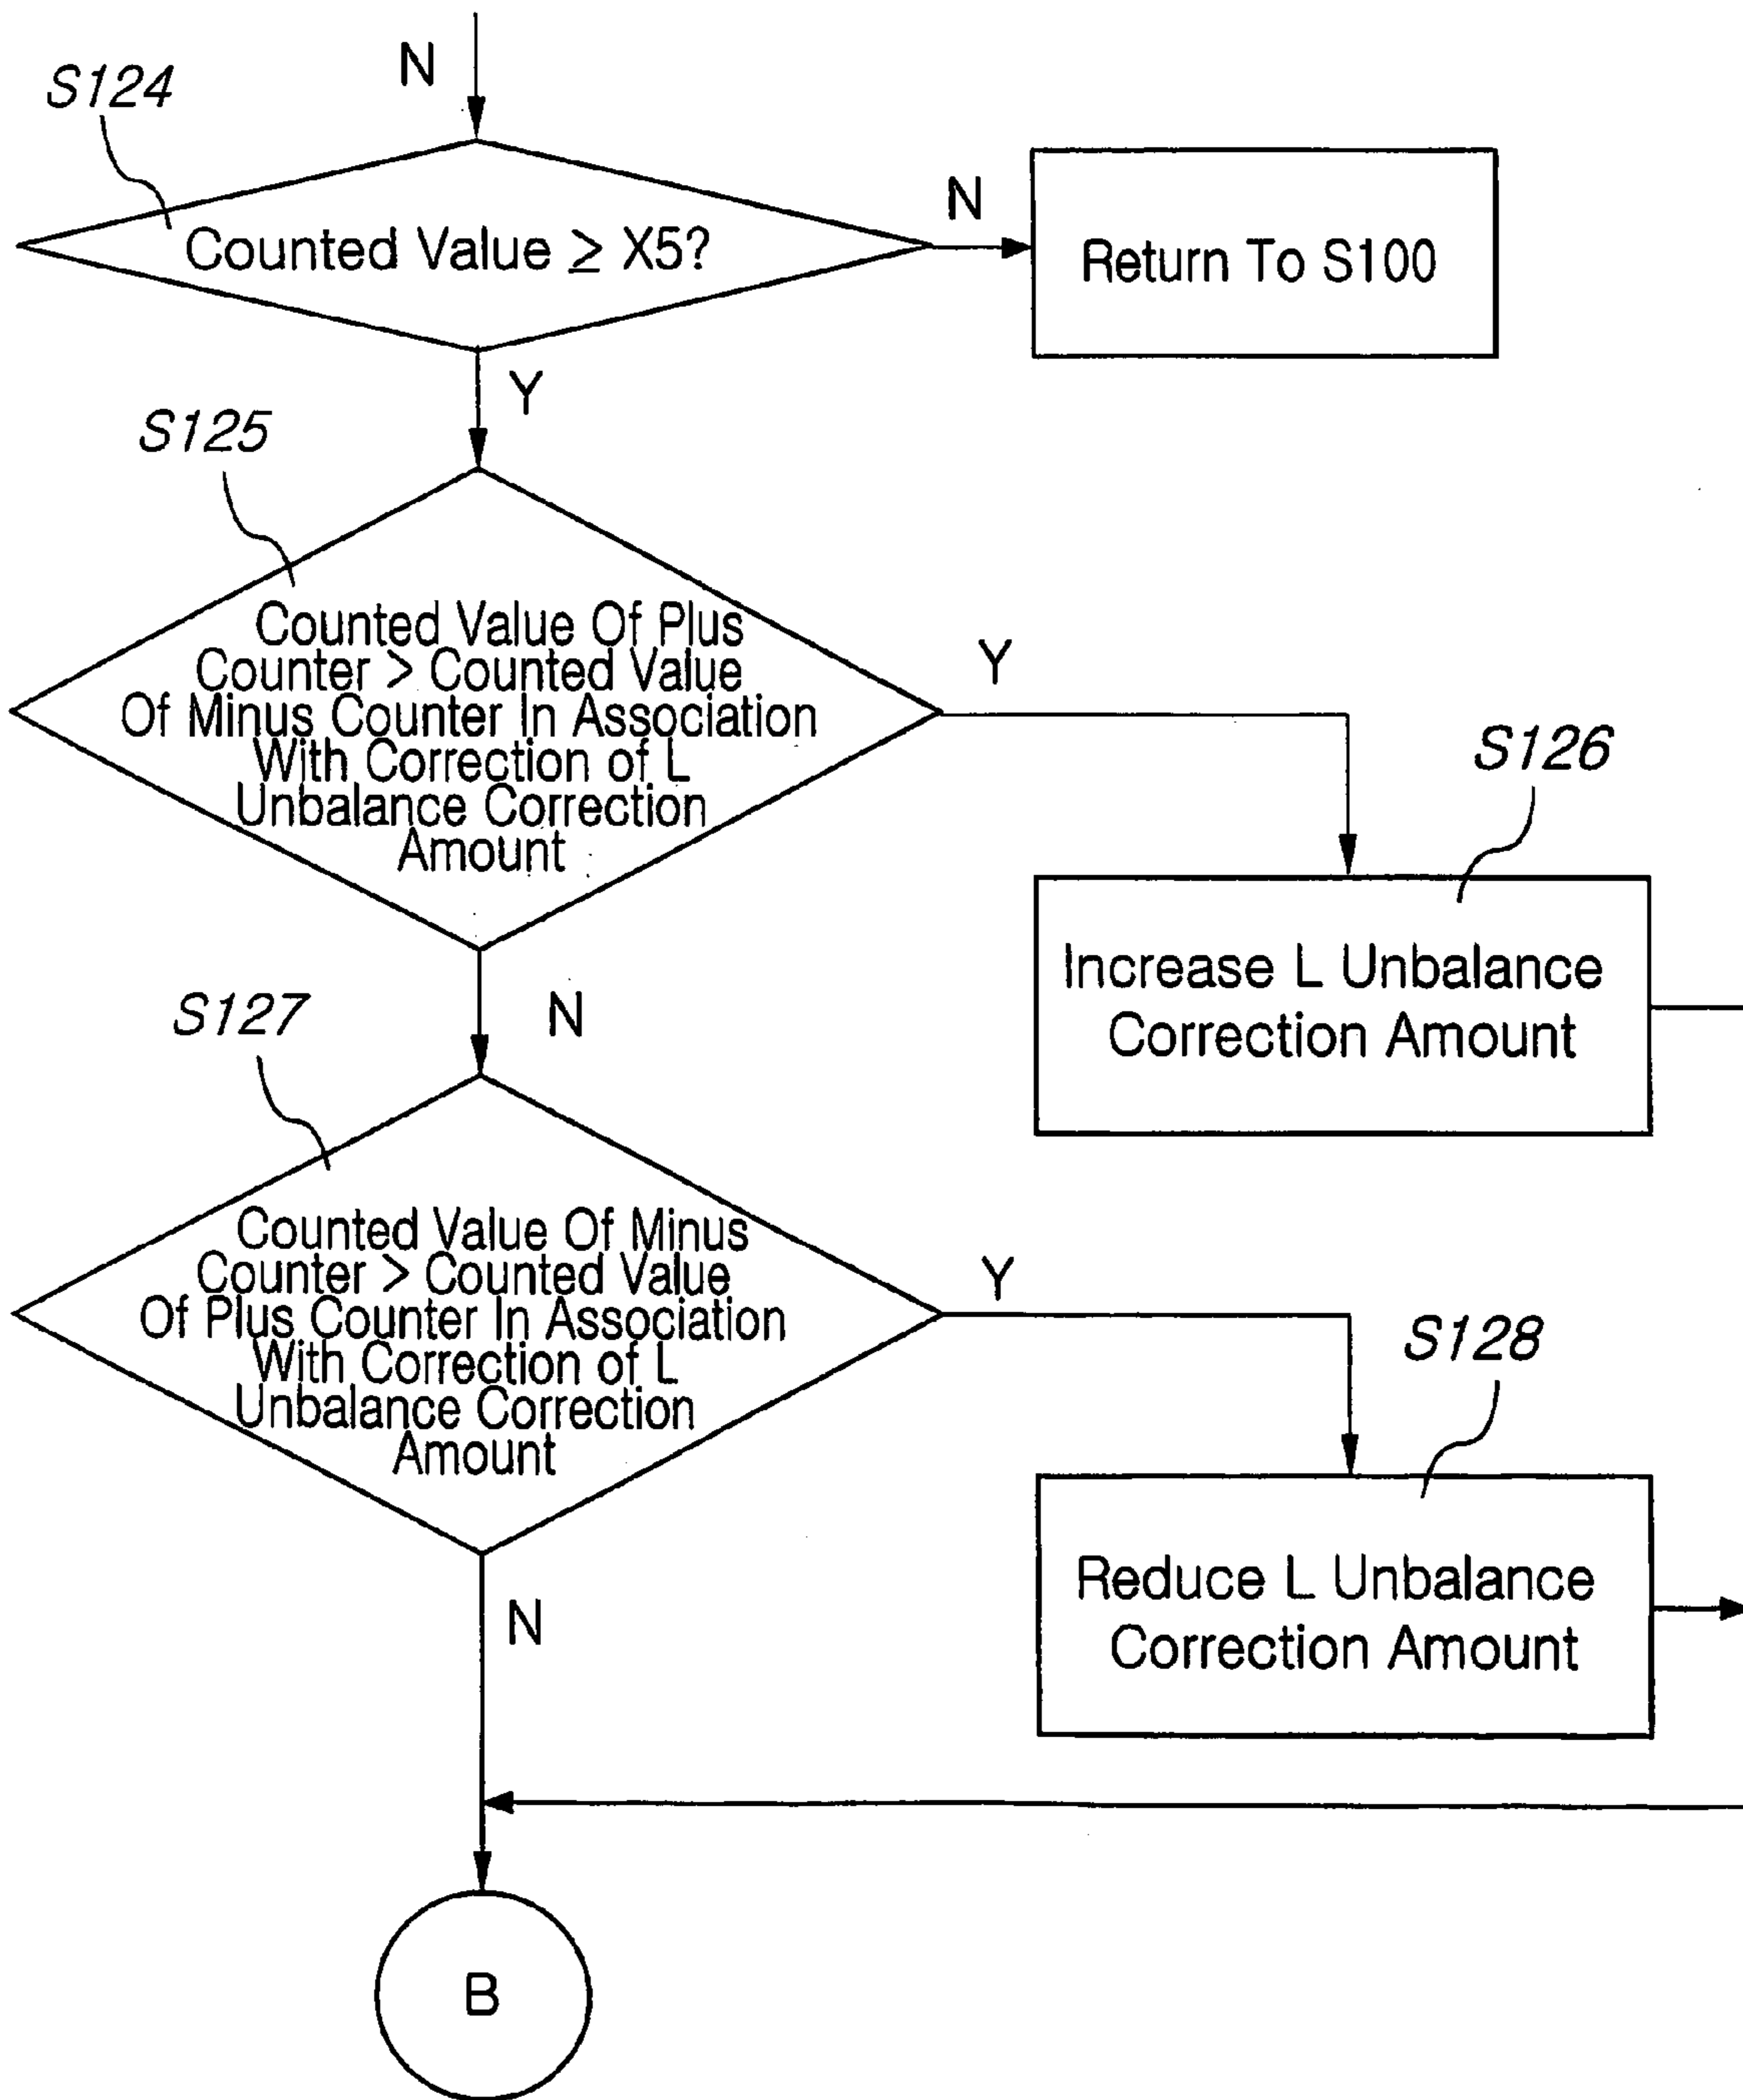 N
S124
Counted Value ≥ X5?
N
Return To S100
Y
S125
Counted Value Of Plus
Counter > Counted Value
Of Minus Counter In Association
With Correction of L
Unbalance Correction
Amount
Y
S126
Increase L Unbalance
Correction Amount
N
S127
Counted Value Of Minus
Counter > Counted Value
Of Plus Counter In Association
With Correction of L
Unbalance Correction
Amount
Y
S128
Reduce L Unbalance
Correction Amount
N
B